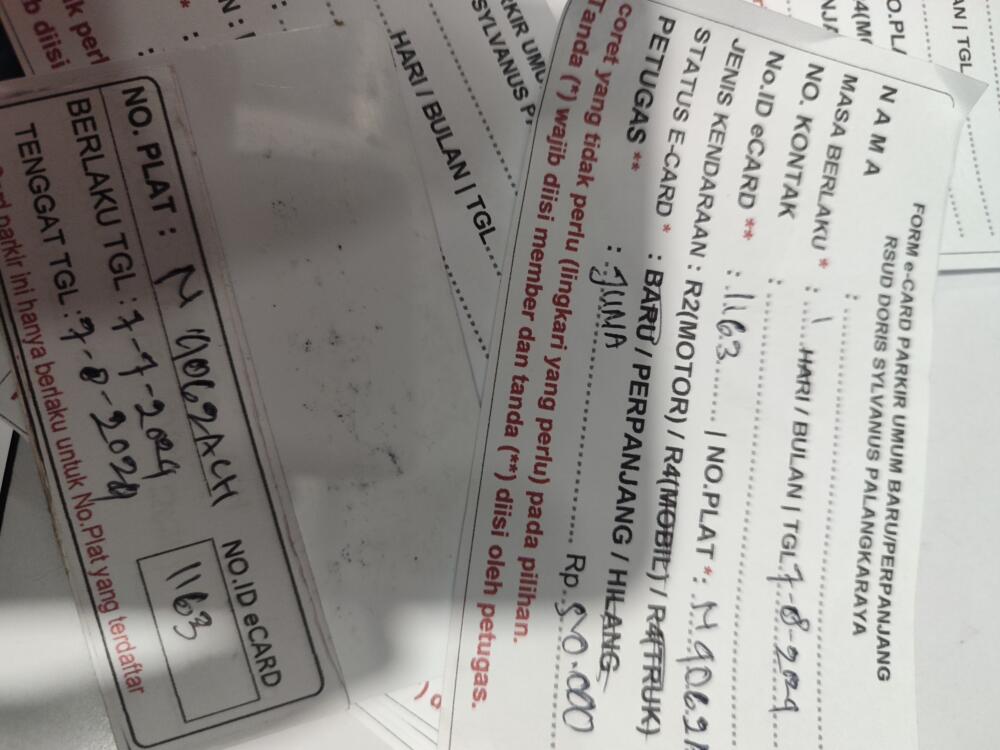 FORM e-CARD PARKIR UMUM BARU/PERPANJANG
RSUD DORIS SYLVANUS PALANGKARAYA
N A M A :
MASA BERLAKU * : 1 HARI / BULAN | TGL 7-8-2024
NO. KONTAK :
No.ID eCARD ** : 1163 | NO.PLAT * : N 9062A
JENIS KENDARAAN : R2(MOTOR) / R4(MOBIL) / R4(TRUK)
STATUS E-CARD * : BARU / PERPANJANG / HILANG
PETUGAS ** : JUNA Rp. 50.000
coret yang tidak perlu (lingkari yang perlu) pada pilihan.
Tanda (*) wajib diisi member dan tanda (**) diisi oleh petugas.
HARI / BULAN | TGL.
NO. PLAT : N 9062ACH
BERLAKU TGL : 7-7-2024
TENGGAT TGL : 7-8-2024
NO.ID eCARD
1163
parkir ini hanya berlaku untuk No.Plat yang terdaftar